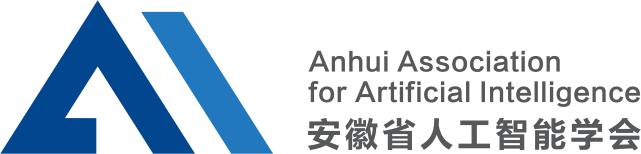 Anhui Association
for Artificial Intelligence
安徽省人工智能学会